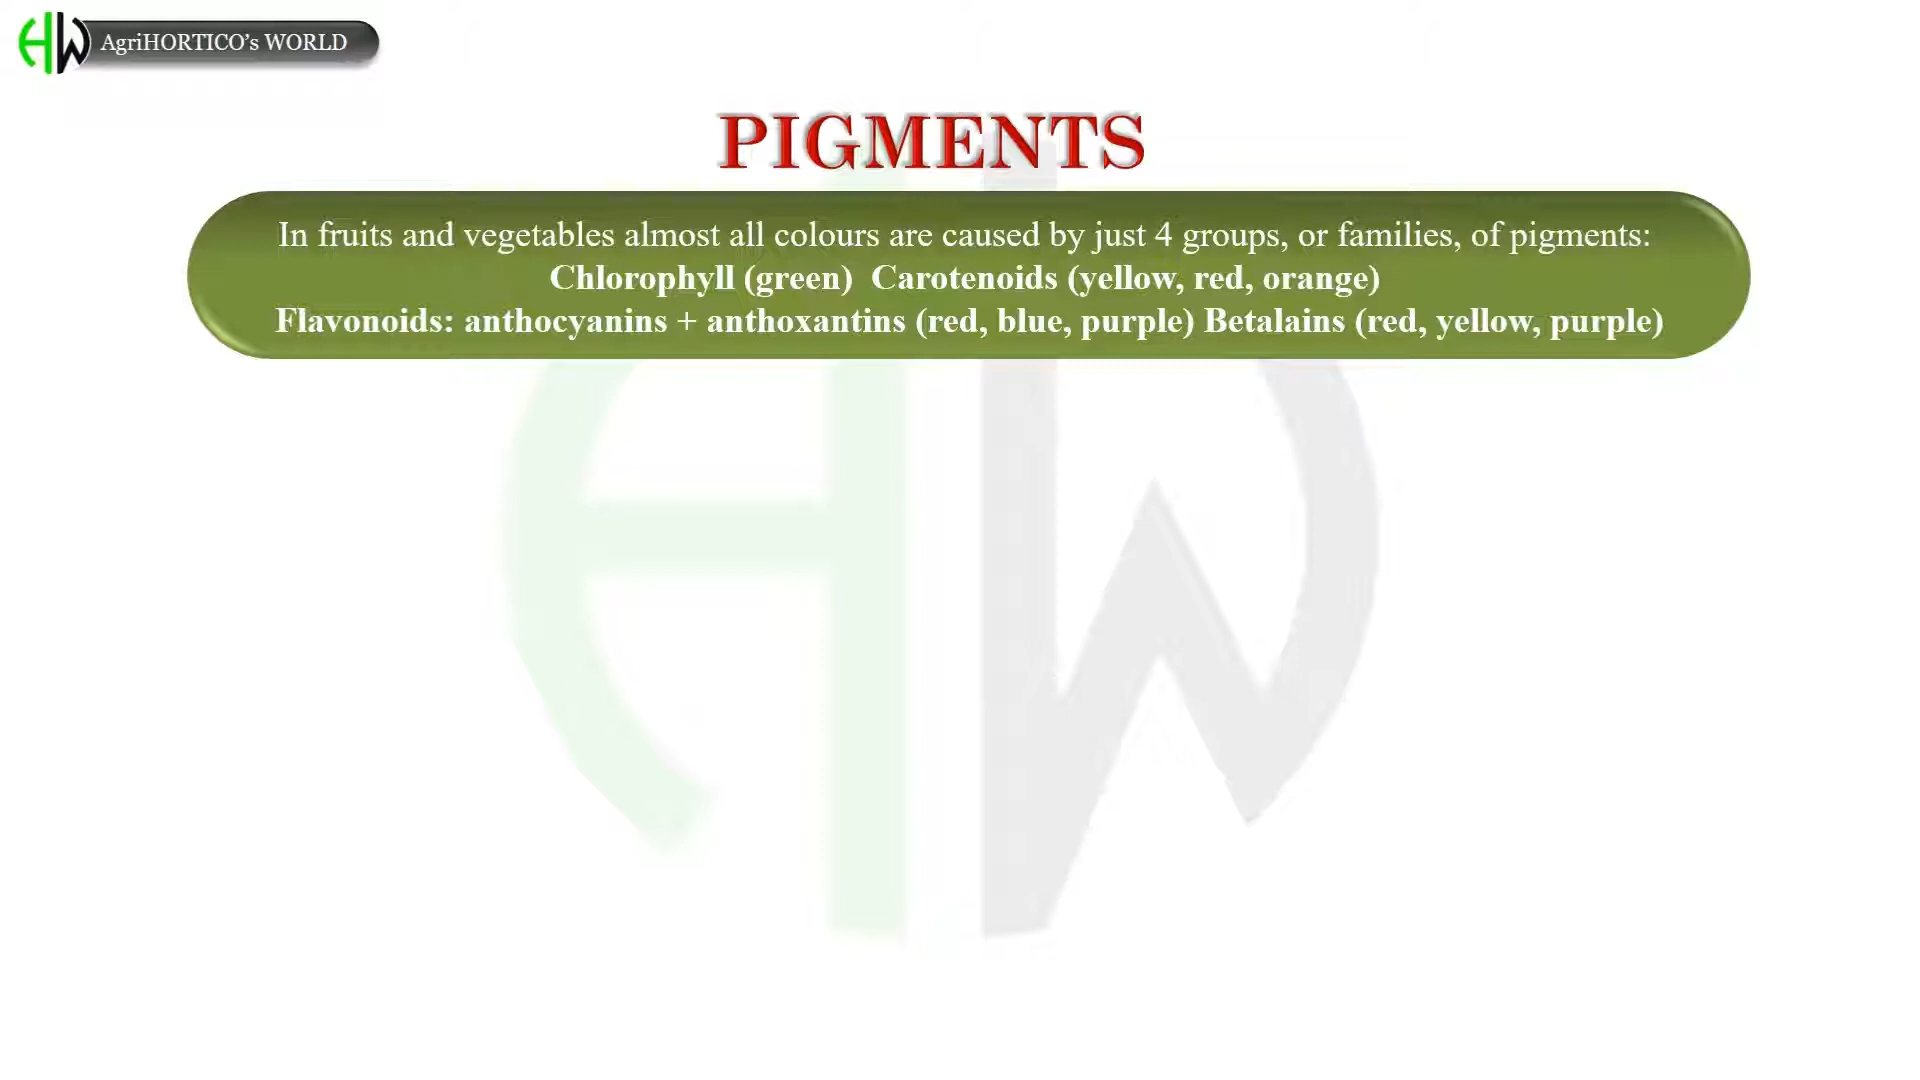 AgriHORTICO's WORLD
PIGMENTS
In fruits and vegetables almost all colours are caused by just 4 groups, or families, of pigments:
Chlorophyll (green) Carotenoids (yellow, red, orange)
Flavonoids: anthocyanins + anthoxantins (red, blue, purple) Betalains (red, yellow, purple)